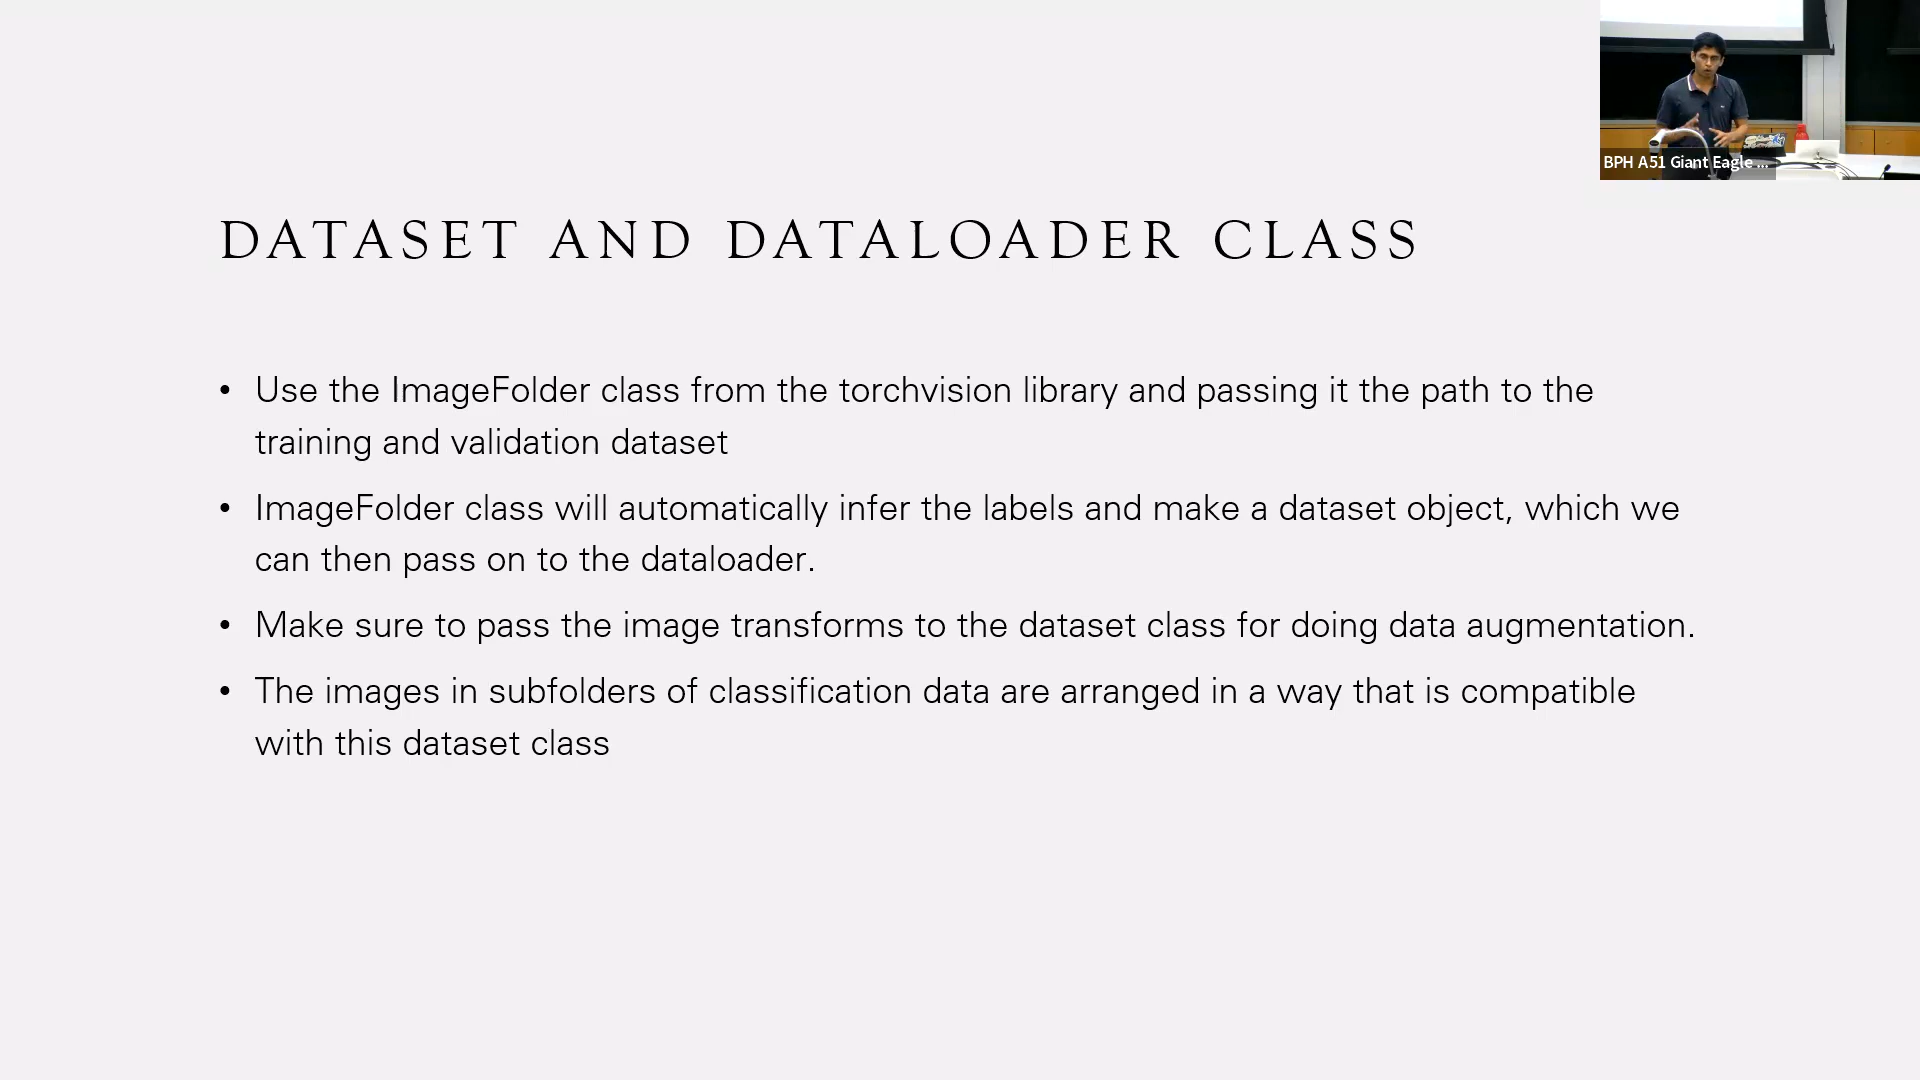 BPH A51 Giant Eagle ...
DATASET AND DATALOADER CLASS
• Use the ImageFolder class from the torchvision library and passing it the path to the
training and validation dataset
• ImageFolder class will automatically infer the labels and make a dataset object, which we
can then pass on to the dataloader.
• Make sure to pass the image transforms to the dataset class for doing data augmentation.
• The images in subfolders of classification data are arranged in a way that is compatible
with this dataset class